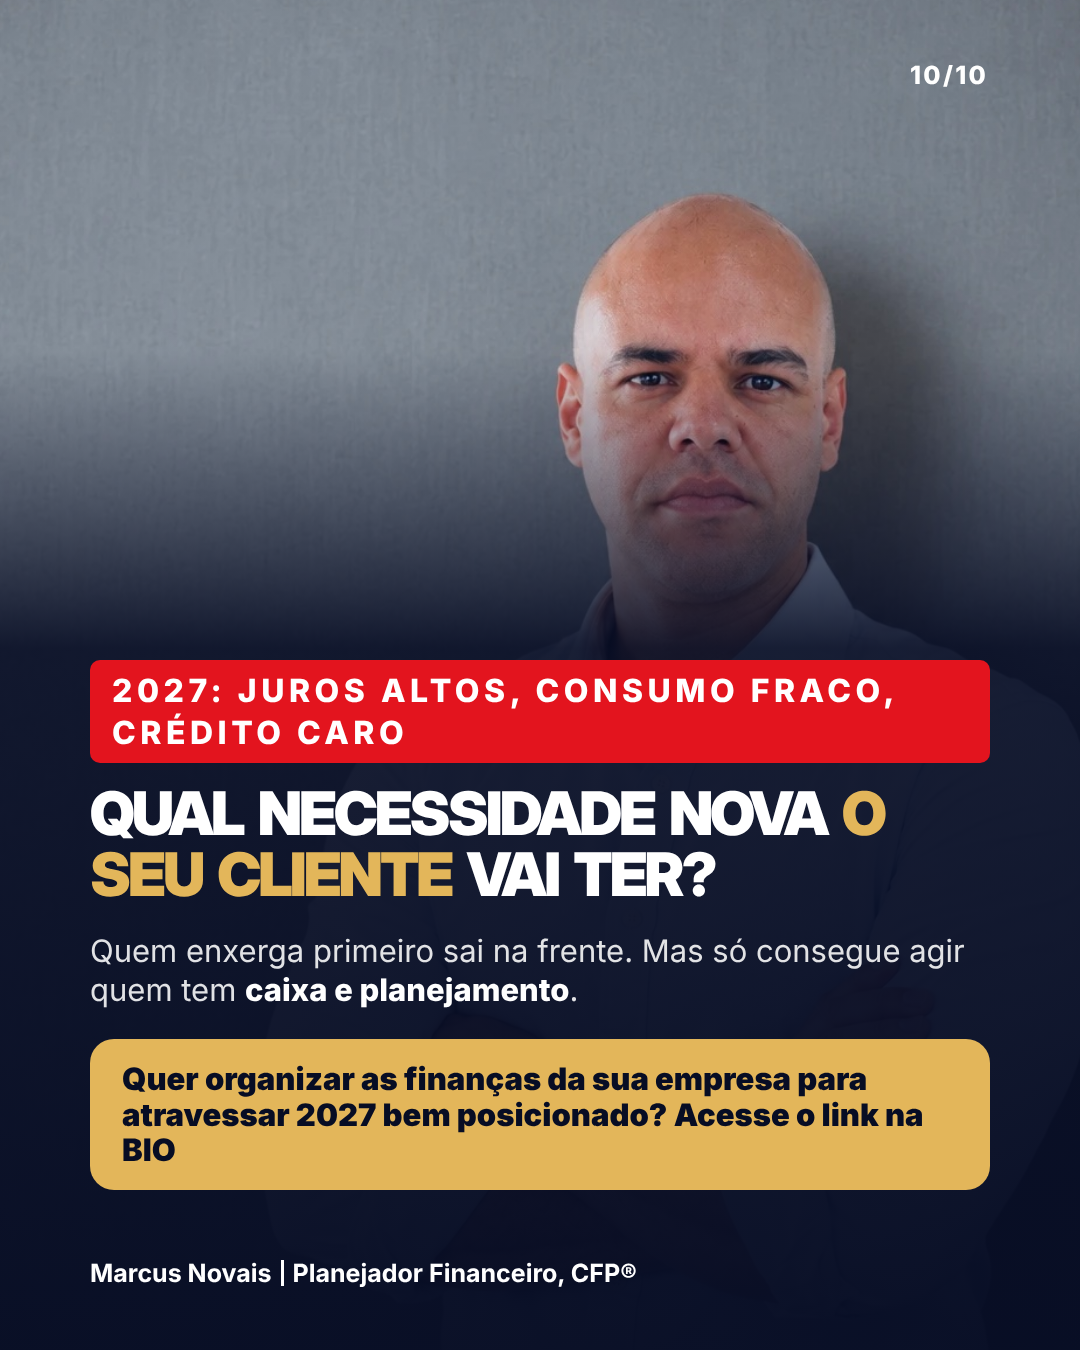 10/10
2027: JUROS ALTOS, CONSUMO FRACO,
CRÉDITO CARO
QUAL NECESSIDADE NOVA O
SEU CLIENTE VAI TER?
Quem enxerga primeiro sai na frente. Mas só consegue agir
quem tem caixa e planejamento.
Quer organizar as finanças da sua empresa para
atravessar 2027 bem posicionado? Acesse o link na
BIO
Marcus Novais | Planejador Financeiro, CFP®